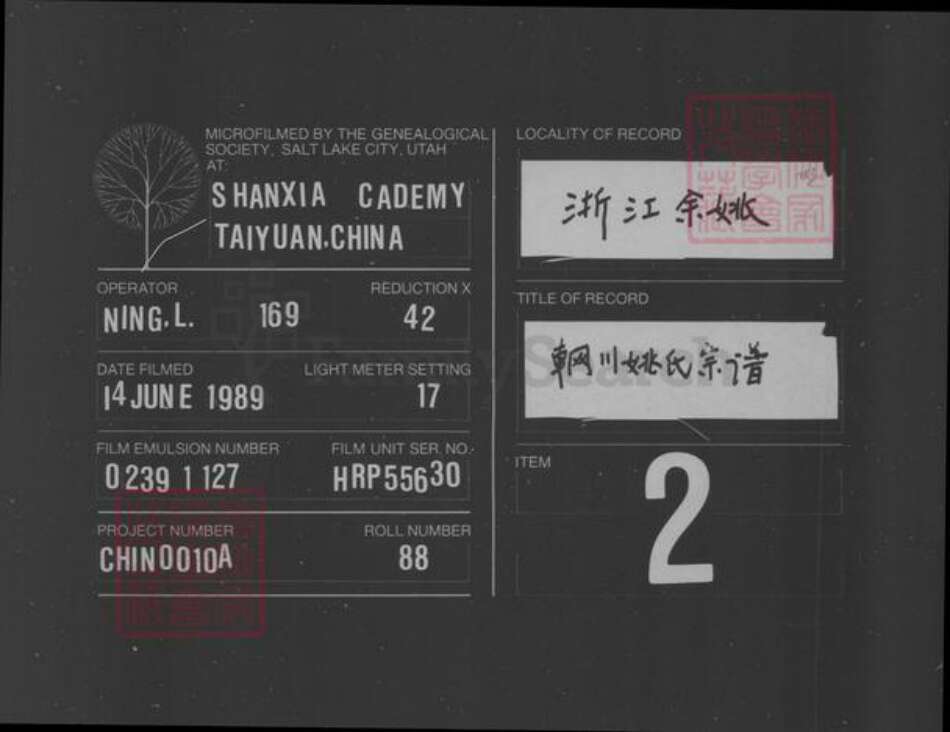 MICROFILMED BY THE GENEALOGICAL
SOCIETY, SALT LAKE CITY, UTAH
AT:
SHANXIA CADEMY
TAIYUAN.CHINA
OPERATOR
NING.L. 169
REDUCTION X
42
DATE FILMED
14 JUNE 1989
LIGHT METER SETTING
17
FILM EMULSION NUMBER
0239 1 127
FILM UNIT SER. NO.
HRP55630
PROJECT NUMBER
CHIN0010A
ROLL NUMBER
88
LOCALITY OF RECORD
浙江余姚
TITLE OF RECORD
辋川姚氏宗谱
ITEM
2
FamilySearch